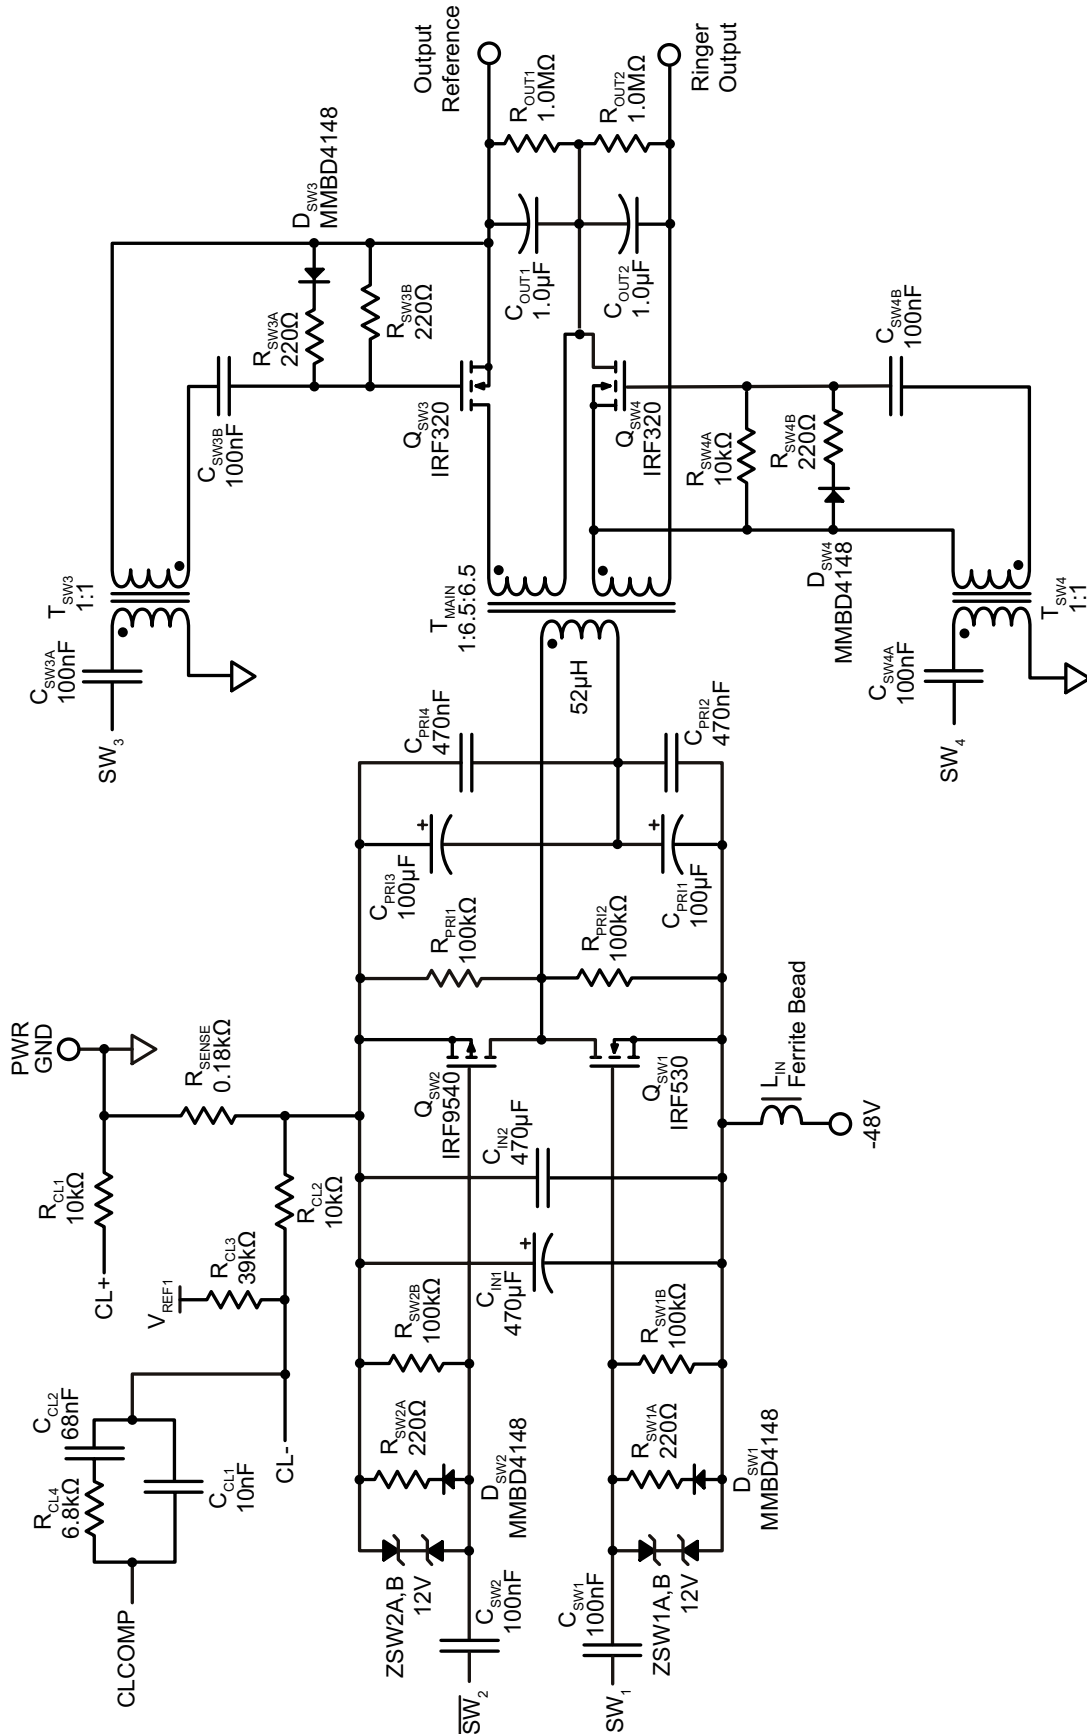 CLCOMP
R_CL4
6.8kΩ
C_CL2
68nF
C_CL1
10nF
CL-
V_REF1
R_CL3
39kΩ
CL+
R_CL1
10kΩ
R_CL2
10kΩ
PWR
GND
R_SENSE
0.18kΩ
SW₃
C_SW3A
100nF
T_SW3
1:1
C_SW3B
100nF
R_SW3A
220Ω
D_SW3
MMBD4148
R_SW3B
220Ω
Output
Reference
S̅W̅₂
C_SW2
100nF
ZSW2A,B
12V
D_SW2
MMBD4148
R_SW2A
220Ω
R_SW2B
100kΩ
C_IN1
470µF
+
C_IN2
470µF
Q_SW2
IRF9540
R_PRI1
100kΩ
C_PRI3
100µF
+
C_PRI4
470nF
T_MAIN
1:6.5:6.5
52µH
Q_SW3
IRF320
C_OUT1
1.0µF
R_OUT1
1.0MΩ
SW₁
C_SW1
100nF
ZSW1A,B
12V
D_SW1
MMBD4148
R_SW1A
220Ω
R_SW1B
100kΩ
Q_SW1
IRF530
R_PRI2
100kΩ
C_PRI1
100µF
+
C_PRI2
470nF
Q_SW4
IRF320
C_OUT2
1.0µF
R_OUT2
1.0MΩ
Ringer
Output
-48V
L_IN
Ferrite Bead
SW₄
C_SW4A
100nF
T_SW4
1:1
D_SW4
MMBD4148
R_SW4A
10kΩ
R_SW4B
220Ω
C_SW4B
100nF